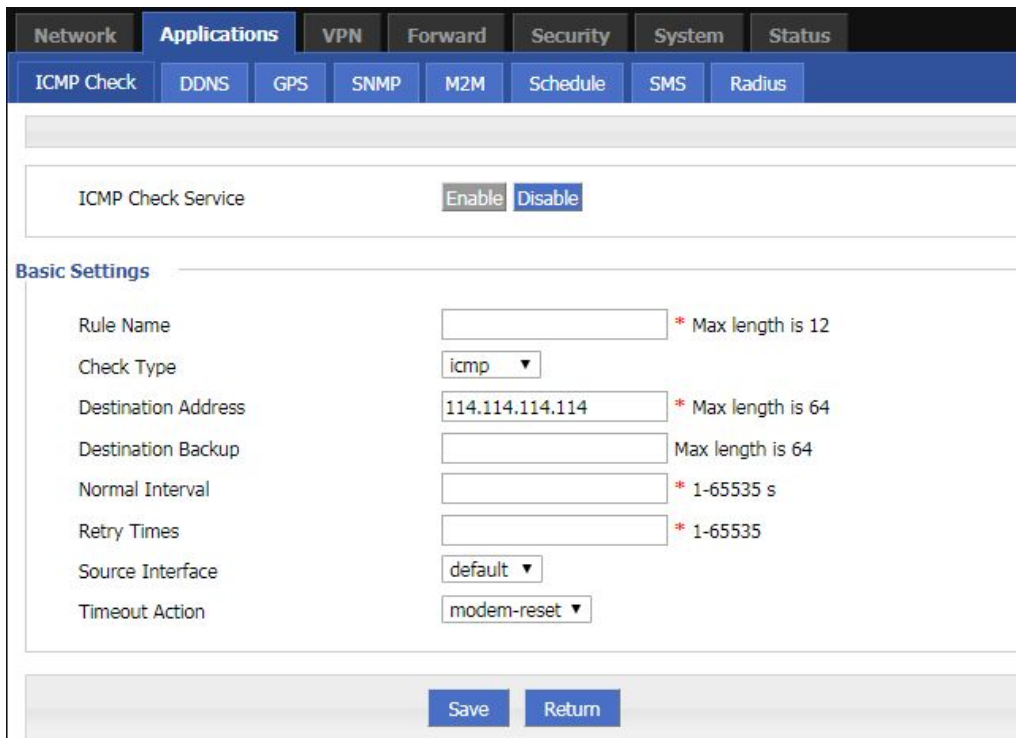 Network Applications VPN Forward Security System Status
ICMP Check DDNS GPS SNMP M2M Schedule SMS Radius
ICMP Check Service Enable Disable
Basic Settings
Rule Name * Max length is 12
Check Type icmp
Destination Address 114.114.114.114 * Max length is 64
Destination Backup Max length is 64
Normal Interval * 1-65535 s
Retry Times * 1-65535
Source Interface default
Timeout Action modem-reset
Save Return